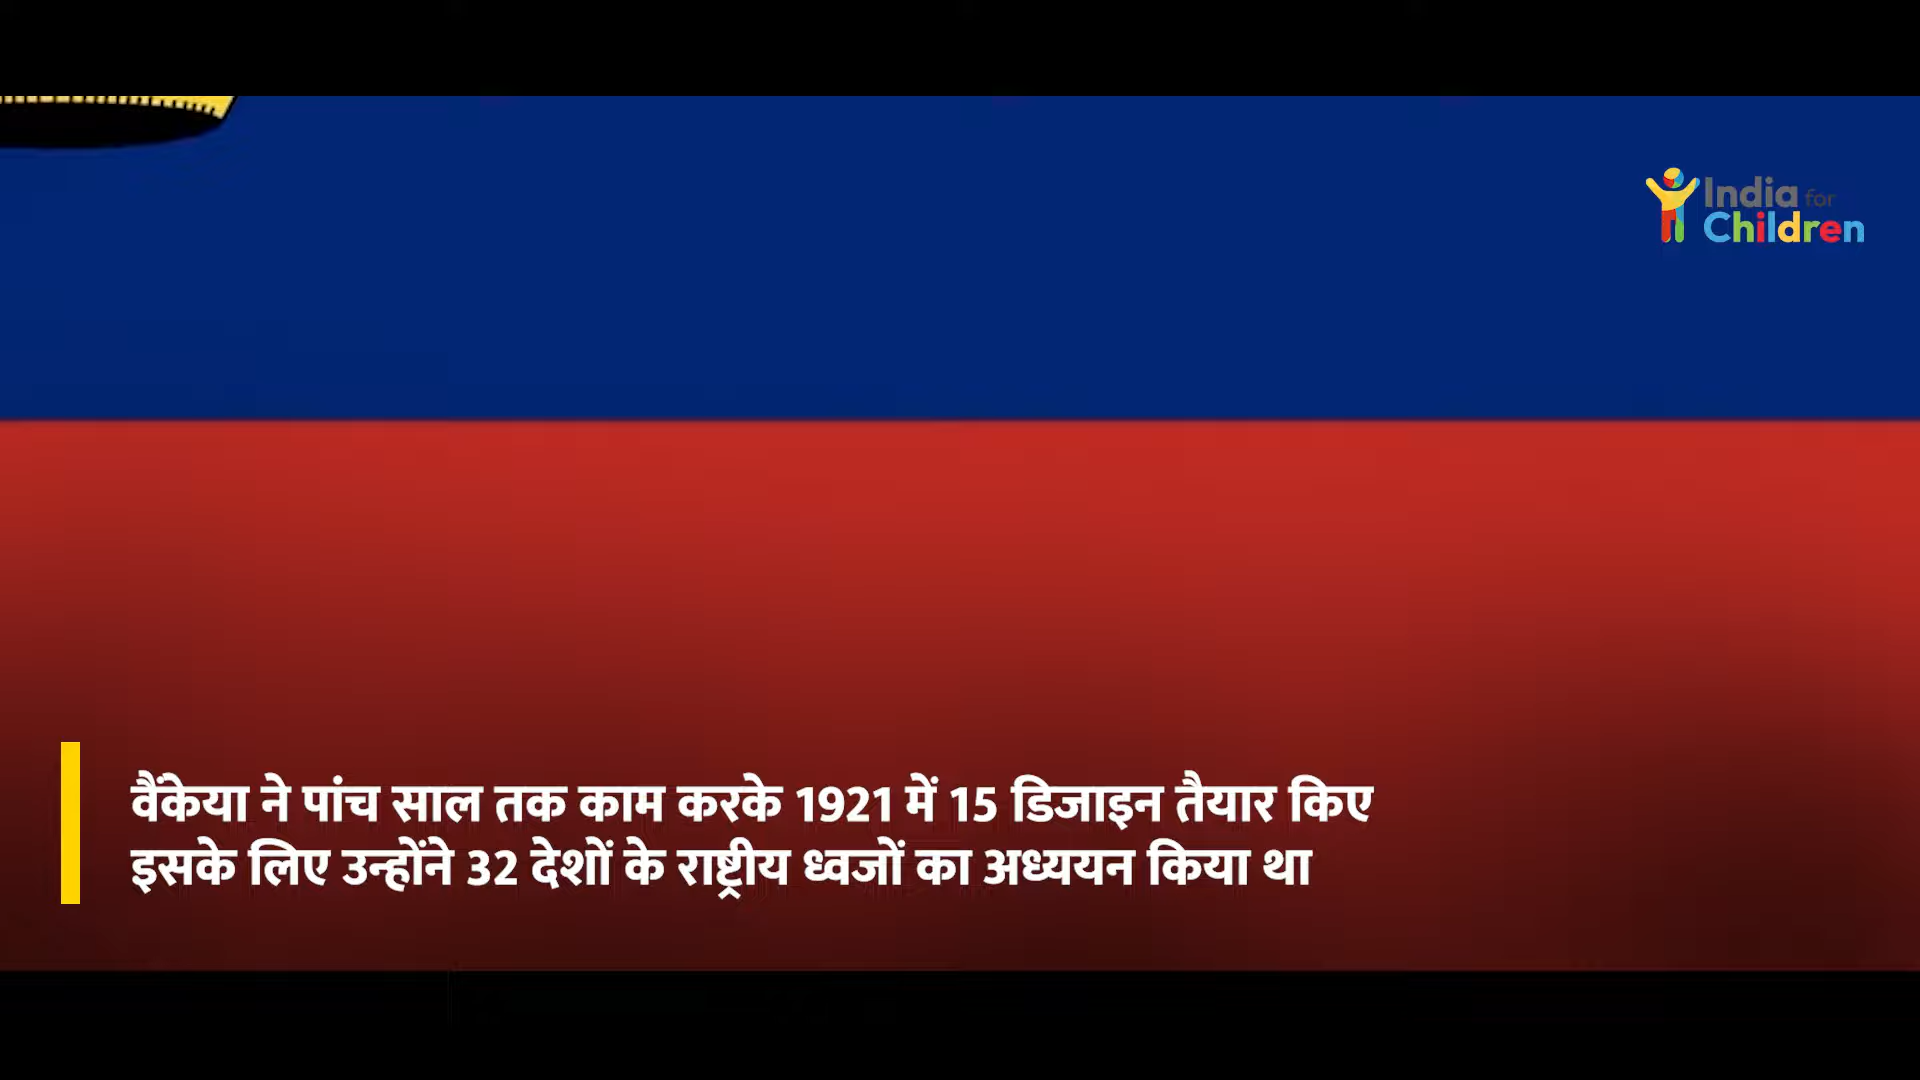 India for
Children
वैंकेया ने पांच साल तक काम करके 1921 में 15 डिजाइन तैयार किए
इसके लिए उन्होंने 32 देशों के राष्ट्रीय ध्वजों का अध्ययन किया था